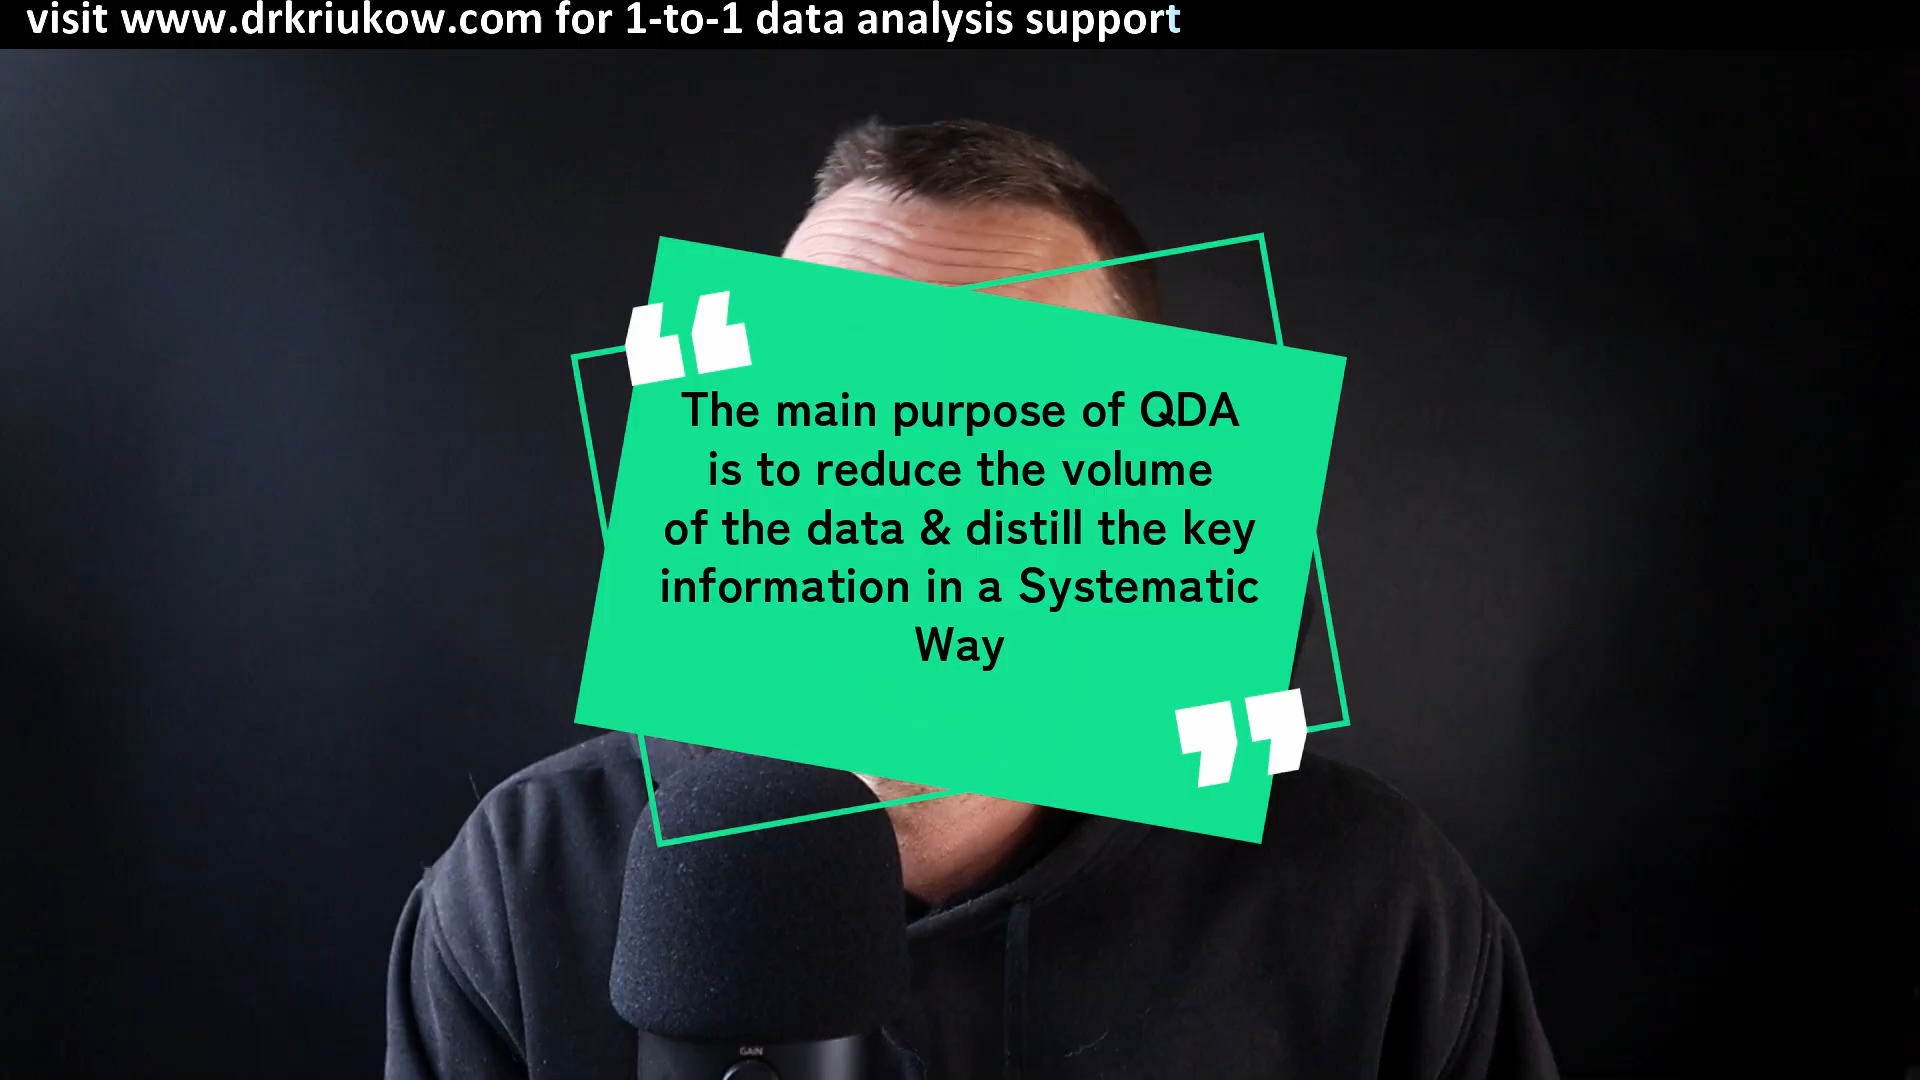 visit www.drkriukow.com for 1-to-1 data analysis support
“
The main purpose of QDA
is to reduce the volume
of the data & distill the key
information in a Systematic
Way
”
GAIN